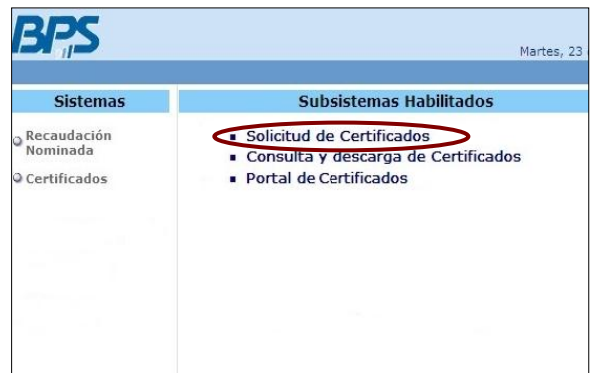 BPS
Martes, 23
Sistemas
Recaudación
Nominada
Certificados
Subsistemas Habilitados
Solicitud de Certificados
Consulta y descarga de Certificados
Portal de Certificados